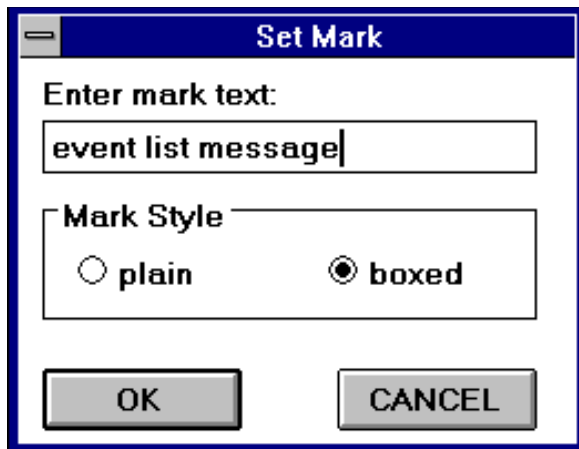 Set Mark
Enter mark text:
event list message
Mark Style
plain boxed
OK CANCEL